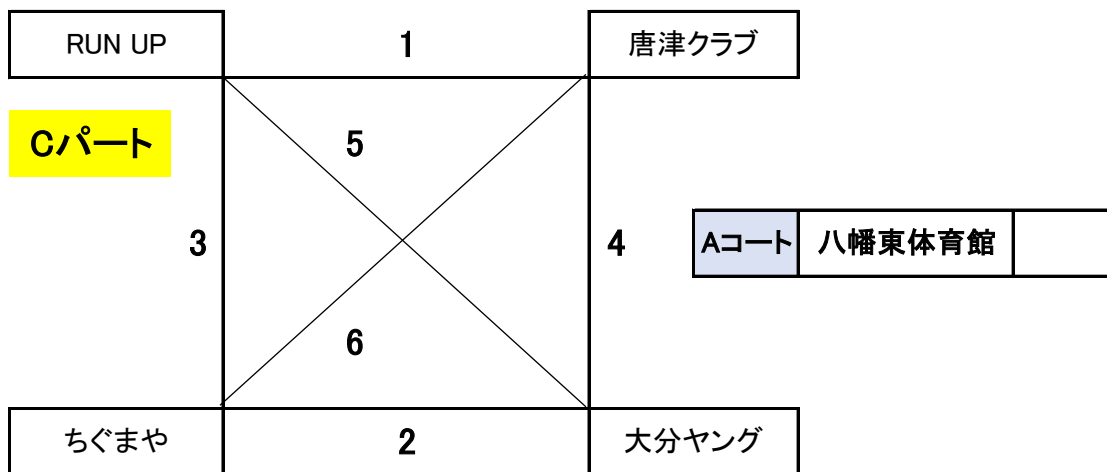 RUN UP 1 唐津クラブ
Cパート
5
3 4 Aコート 八幡東体育館
6
ちぐまや 2 大分ヤング